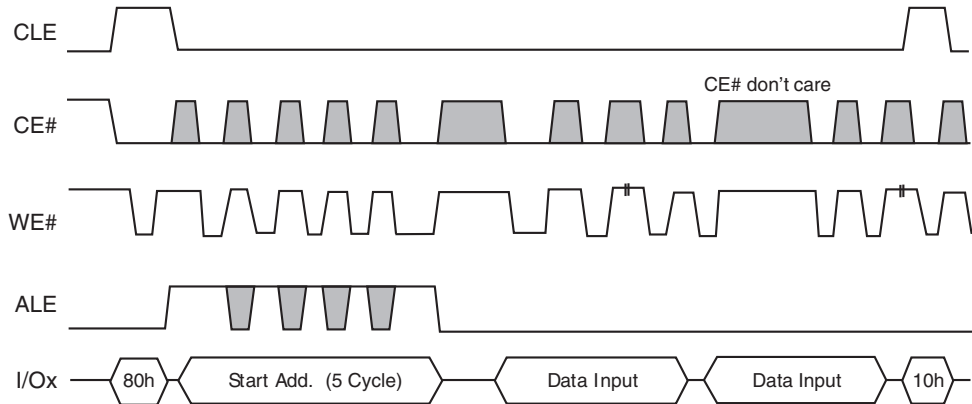 CLE
CE# don't care
CE#
WE#
ALE
I/Ox 80h Start Add. (5 Cycle) Data Input Data Input 10h